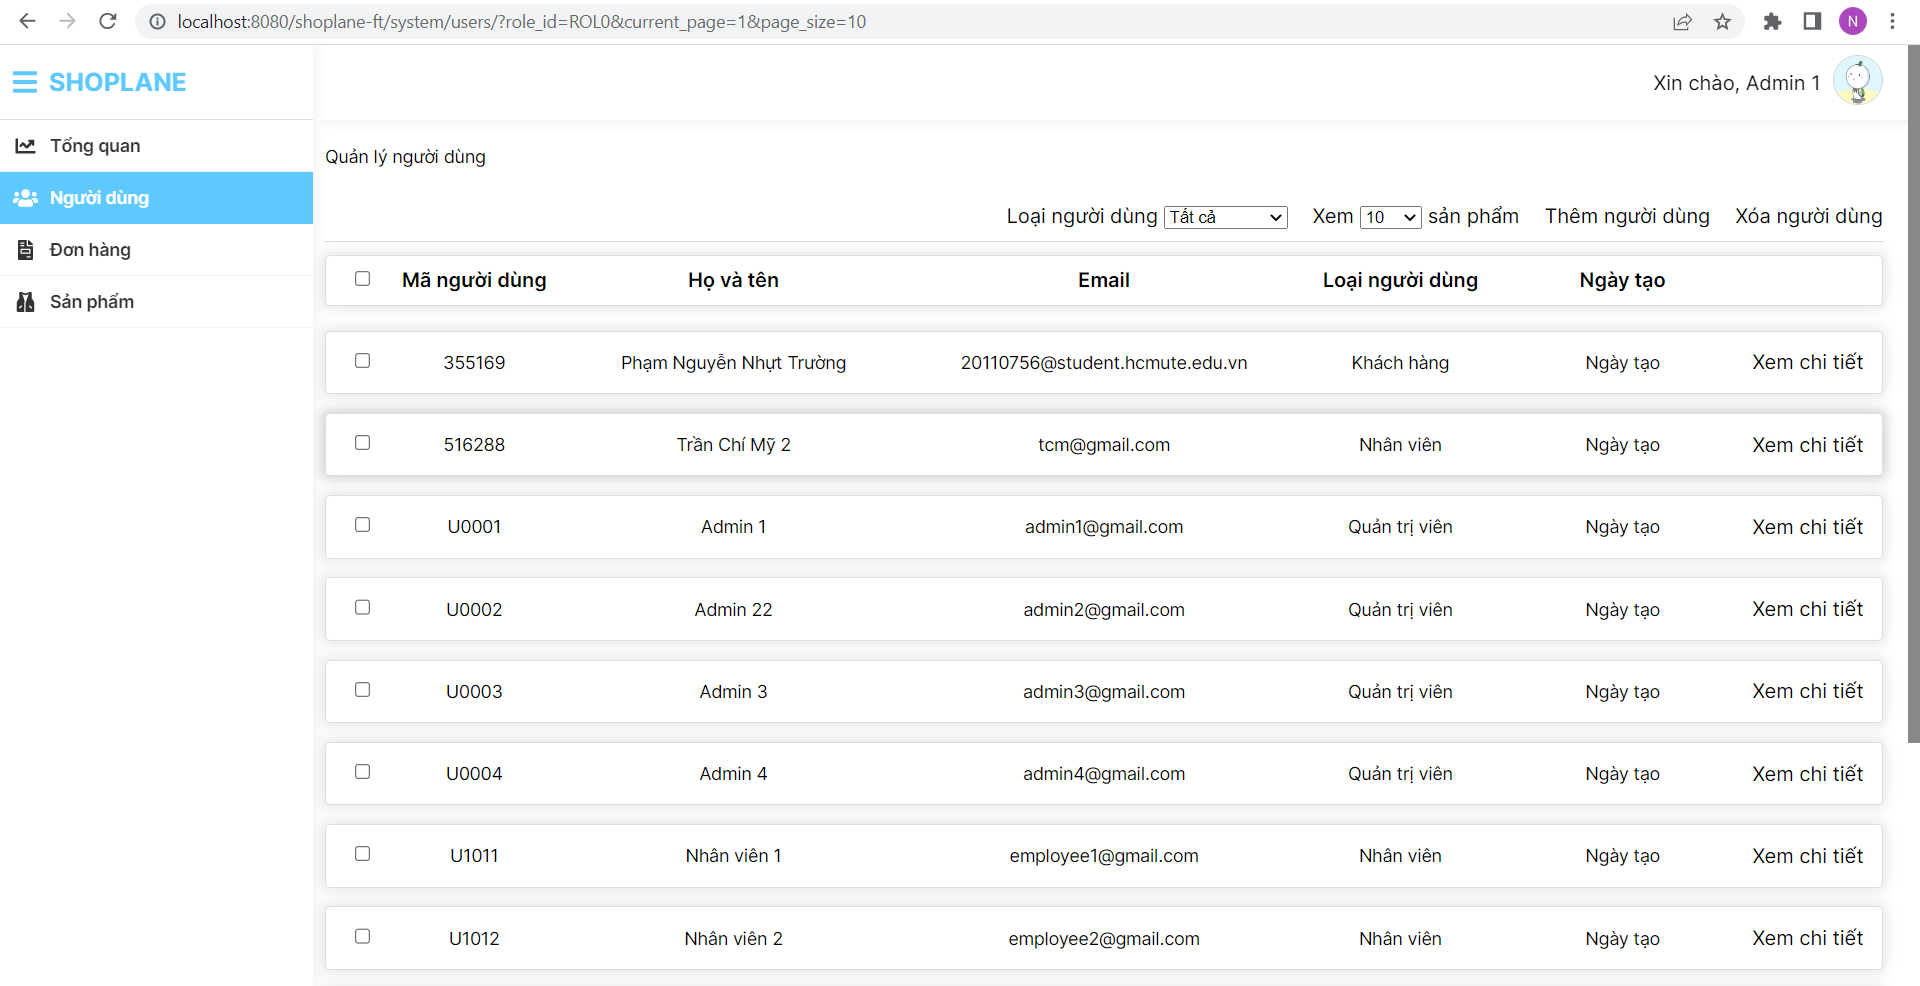 localhost:8080/shoplane-ft/system/users/?role_id=ROL0&current_page=1&page_size=10
N
SHOPLANE
Xin chào, Admin 1
Tổng quan
Người dùng
Đơn hàng
Sản phẩm
Quản lý người dùng
Loại người dùng Tất cả Xem 10 sản phẩm Thêm người dùng Xóa người dùng
Mã người dùng Họ và tên Email Loại người dùng Ngày tạo
355169 Phạm Nguyễn Nhựt Trường 20110756@student.hcmute.edu.vn Khách hàng Ngày tạo Xem chi tiết
516288 Trần Chí Mỹ 2 tcm@gmail.com Nhân viên Ngày tạo Xem chi tiết
U0001 Admin 1 admin1@gmail.com Quản trị viên Ngày tạo Xem chi tiết
U0002 Admin 22 admin2@gmail.com Quản trị viên Ngày tạo Xem chi tiết
U0003 Admin 3 admin3@gmail.com Quản trị viên Ngày tạo Xem chi tiết
U0004 Admin 4 admin4@gmail.com Quản trị viên Ngày tạo Xem chi tiết
U1011 Nhân viên 1 employee1@gmail.com Nhân viên Ngày tạo Xem chi tiết
U1012 Nhân viên 2 employee2@gmail.com Nhân viên Ngày tạo Xem chi tiết